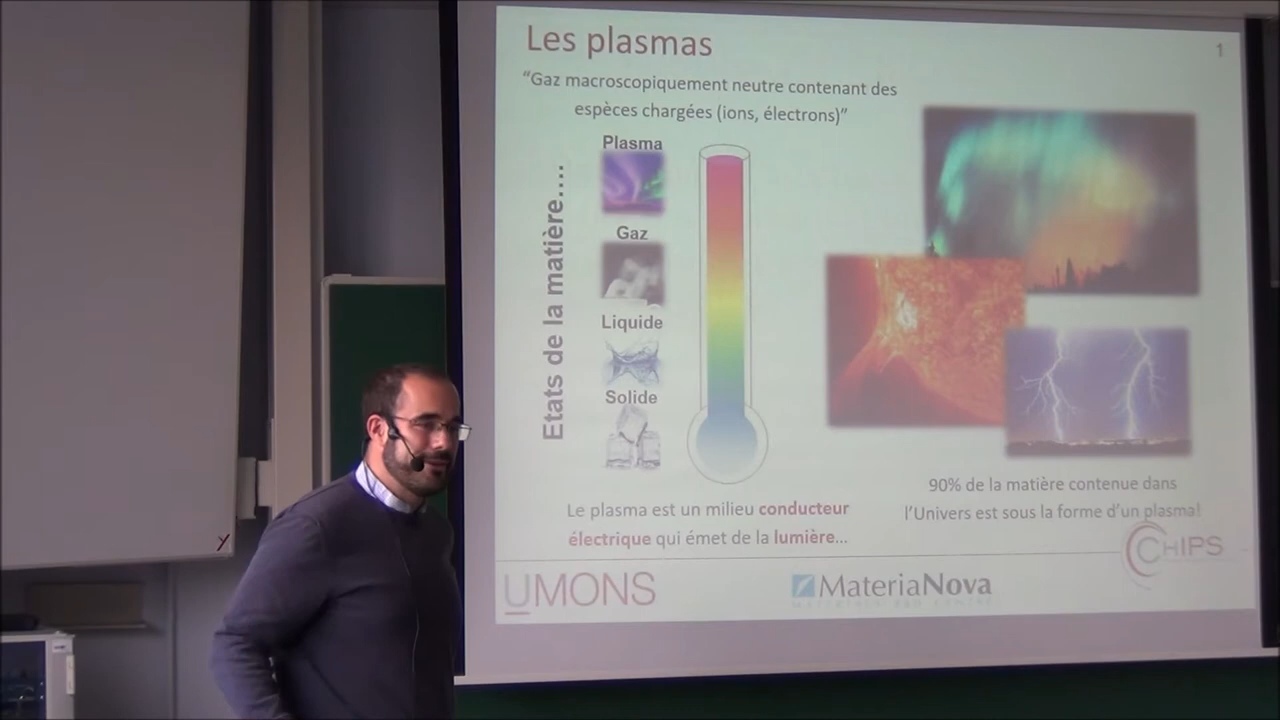 Les plasmas
1
“Gaz macroscopiquement neutre contenant des
espèces chargées (ions, électrons)”
Etats de la matière....
Plasma
Gaz
Liquide
Solide
Le plasma est un milieu conducteur
électrique qui émet de la lumière...
90% de la matière contenue dans
l’Univers est sous la forme d’un plasma!
UMONS
MateriaNova
CHIPS